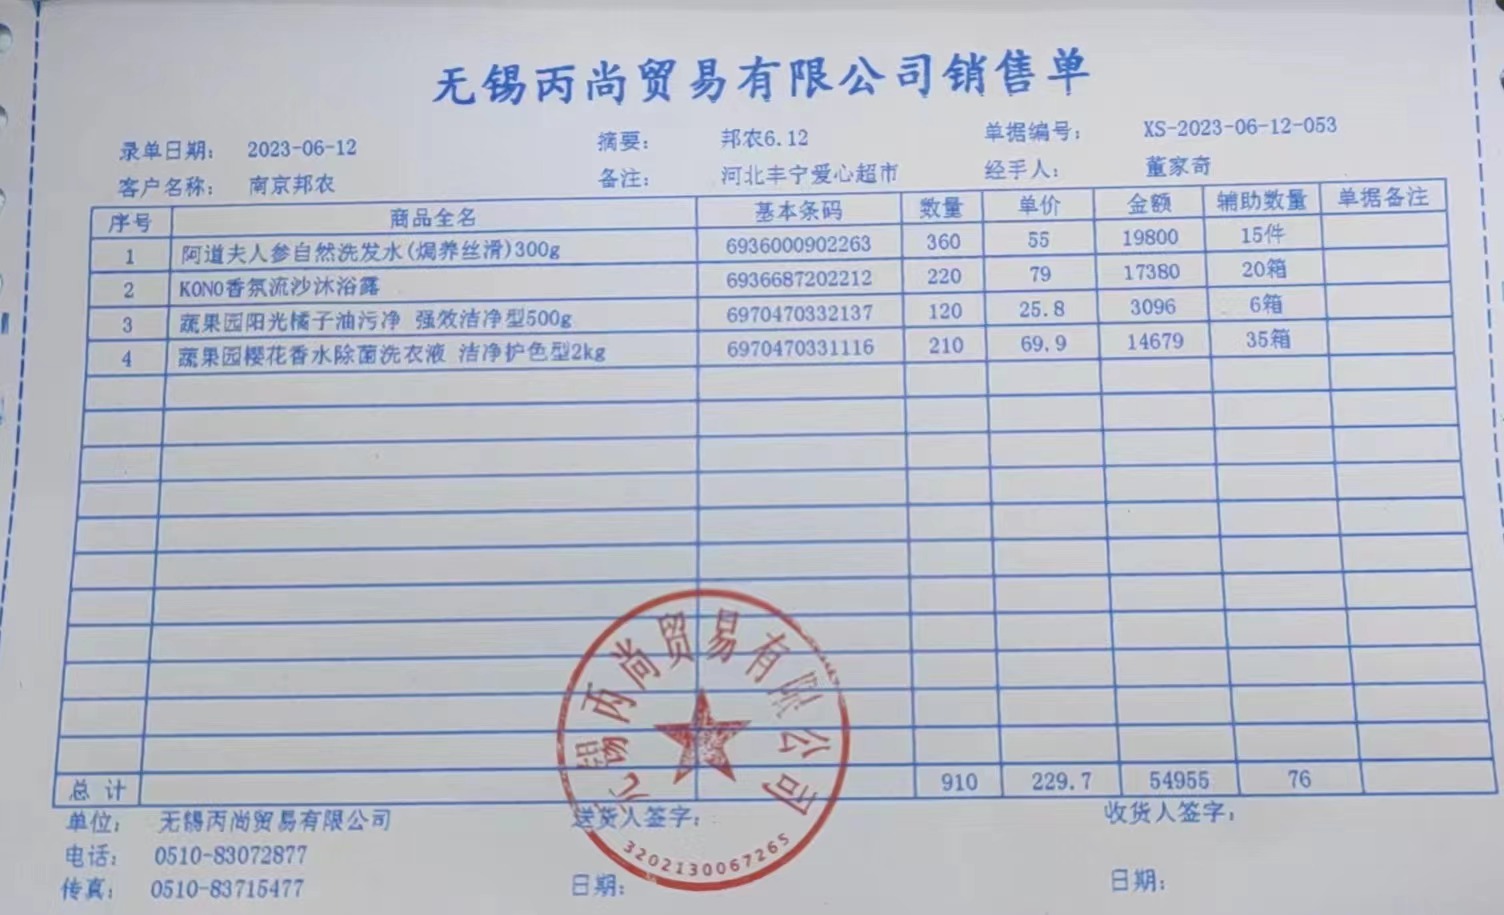 无锡丙尚贸易有限公司销售单
录单日期： 2023-06-12 摘要： 邦农6.12 单据编号： XS-2023-06-12-053
客户名称： 南京邦农 备注： 河北丰宁爱心超市 经手人： 董家奇
序号 商品全名 基本条码 数量 单价 金额 辅助数量 单据备注
1 阿道夫人参自然洗发水(焗养丝滑)300g 6936000902263 360 55 19800 15件
2 KONO香氛流沙沐浴露 6936687202212 220 79 17380 20箱
3 蔬果园阳光橘子油污净 强效洁净型500g 6970470332137 120 25.8 3096 6箱
4 蔬果园樱花香水除菌洗衣液 洁净护色型2kg 6970470331116 210 69.9 14679 35箱
总 计 910 229.7 54955 76
单位： 无锡丙尚贸易有限公司 送货人签字： 收货人签字：
电话： 0510-83072877
传真： 0510-83715477 日期： 日期：
无锡丙尚贸易有限公司
3202130067265